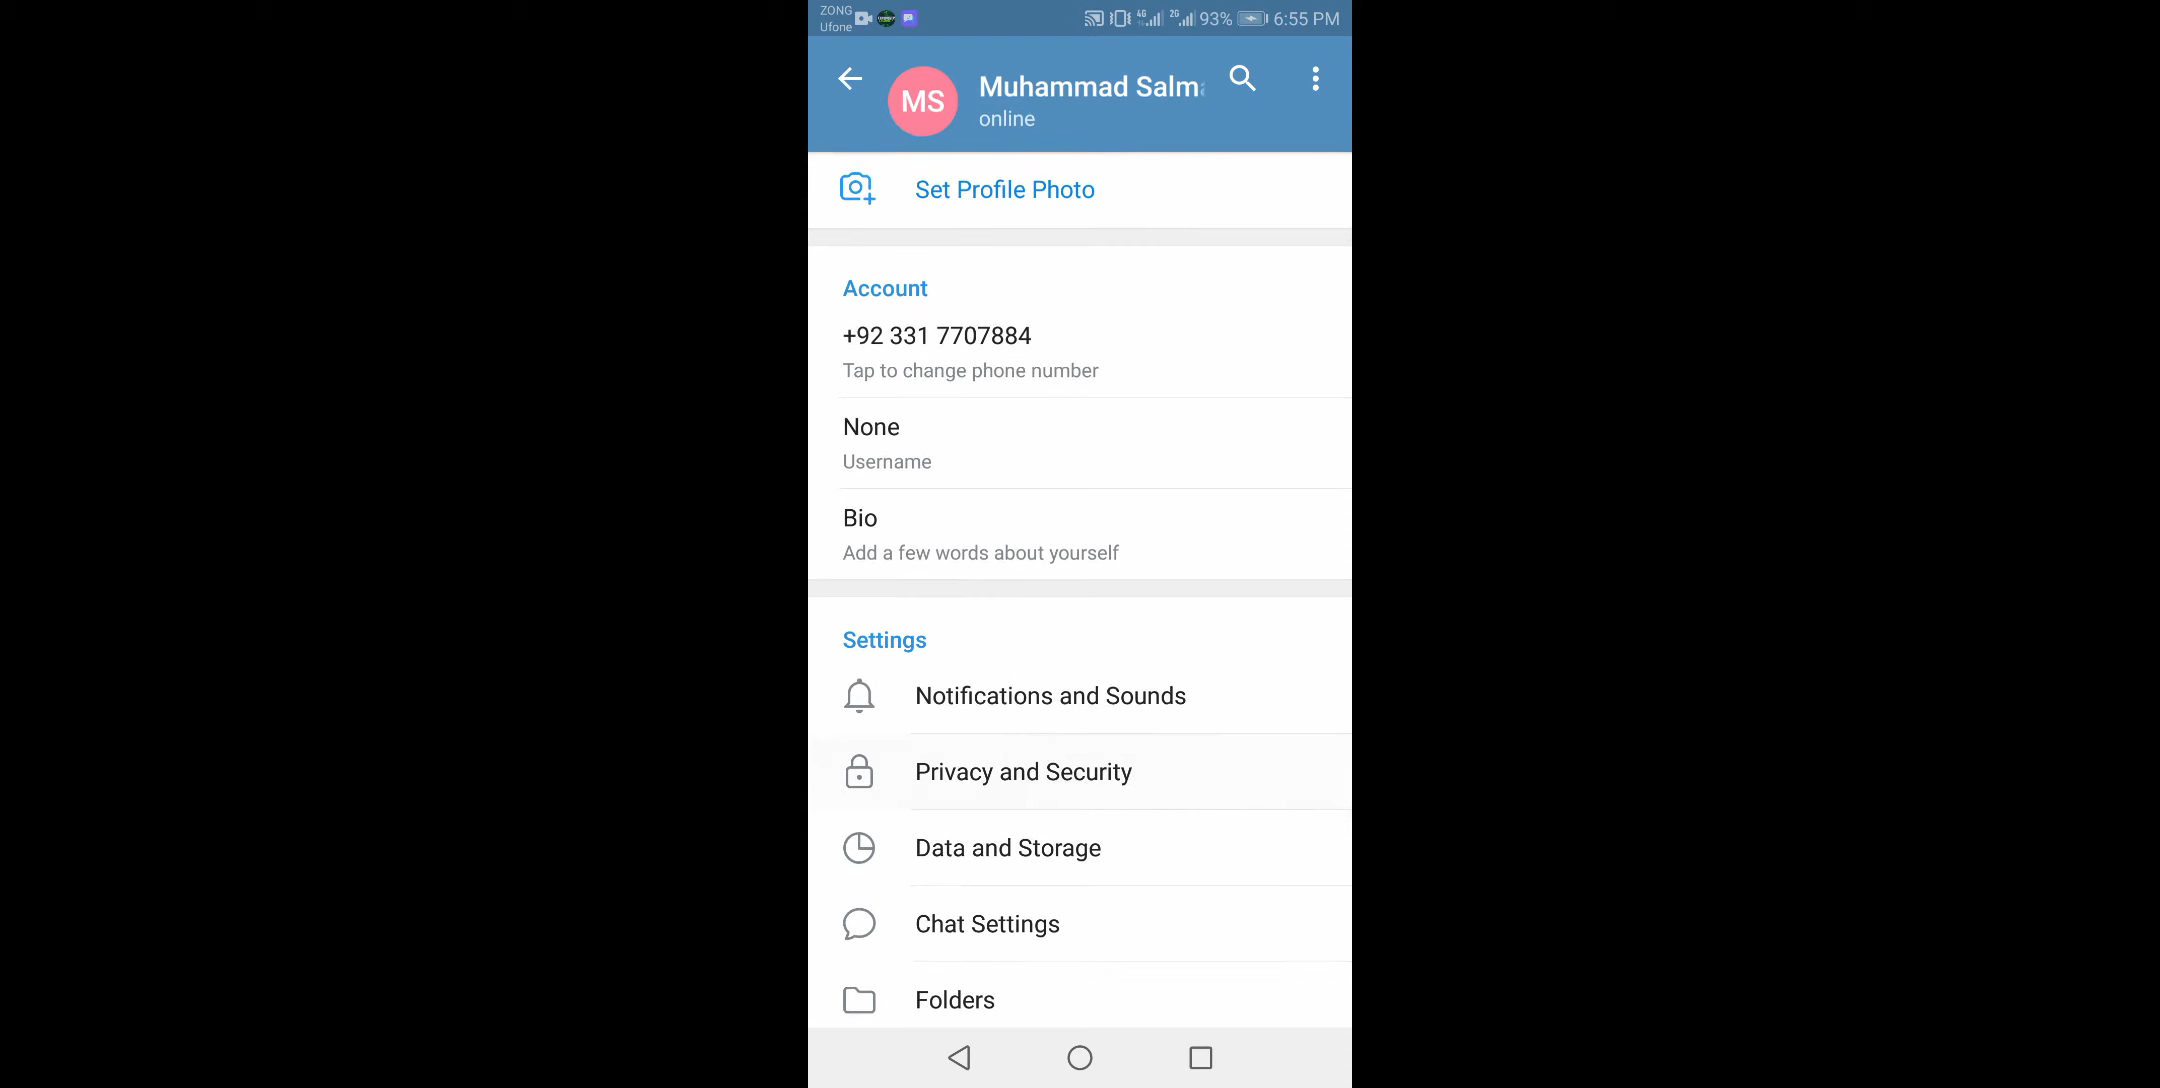 ZONG
Ufone
4G
2G
93%
6:55 PM
MS
Muhammad Salm
online
Set Profile Photo
Account
+92 331 7707884
Tap to change phone number
None
Username
Bio
Add a few words about yourself
Settings
Notifications and Sounds
Privacy and Security
Data and Storage
Chat Settings
Folders